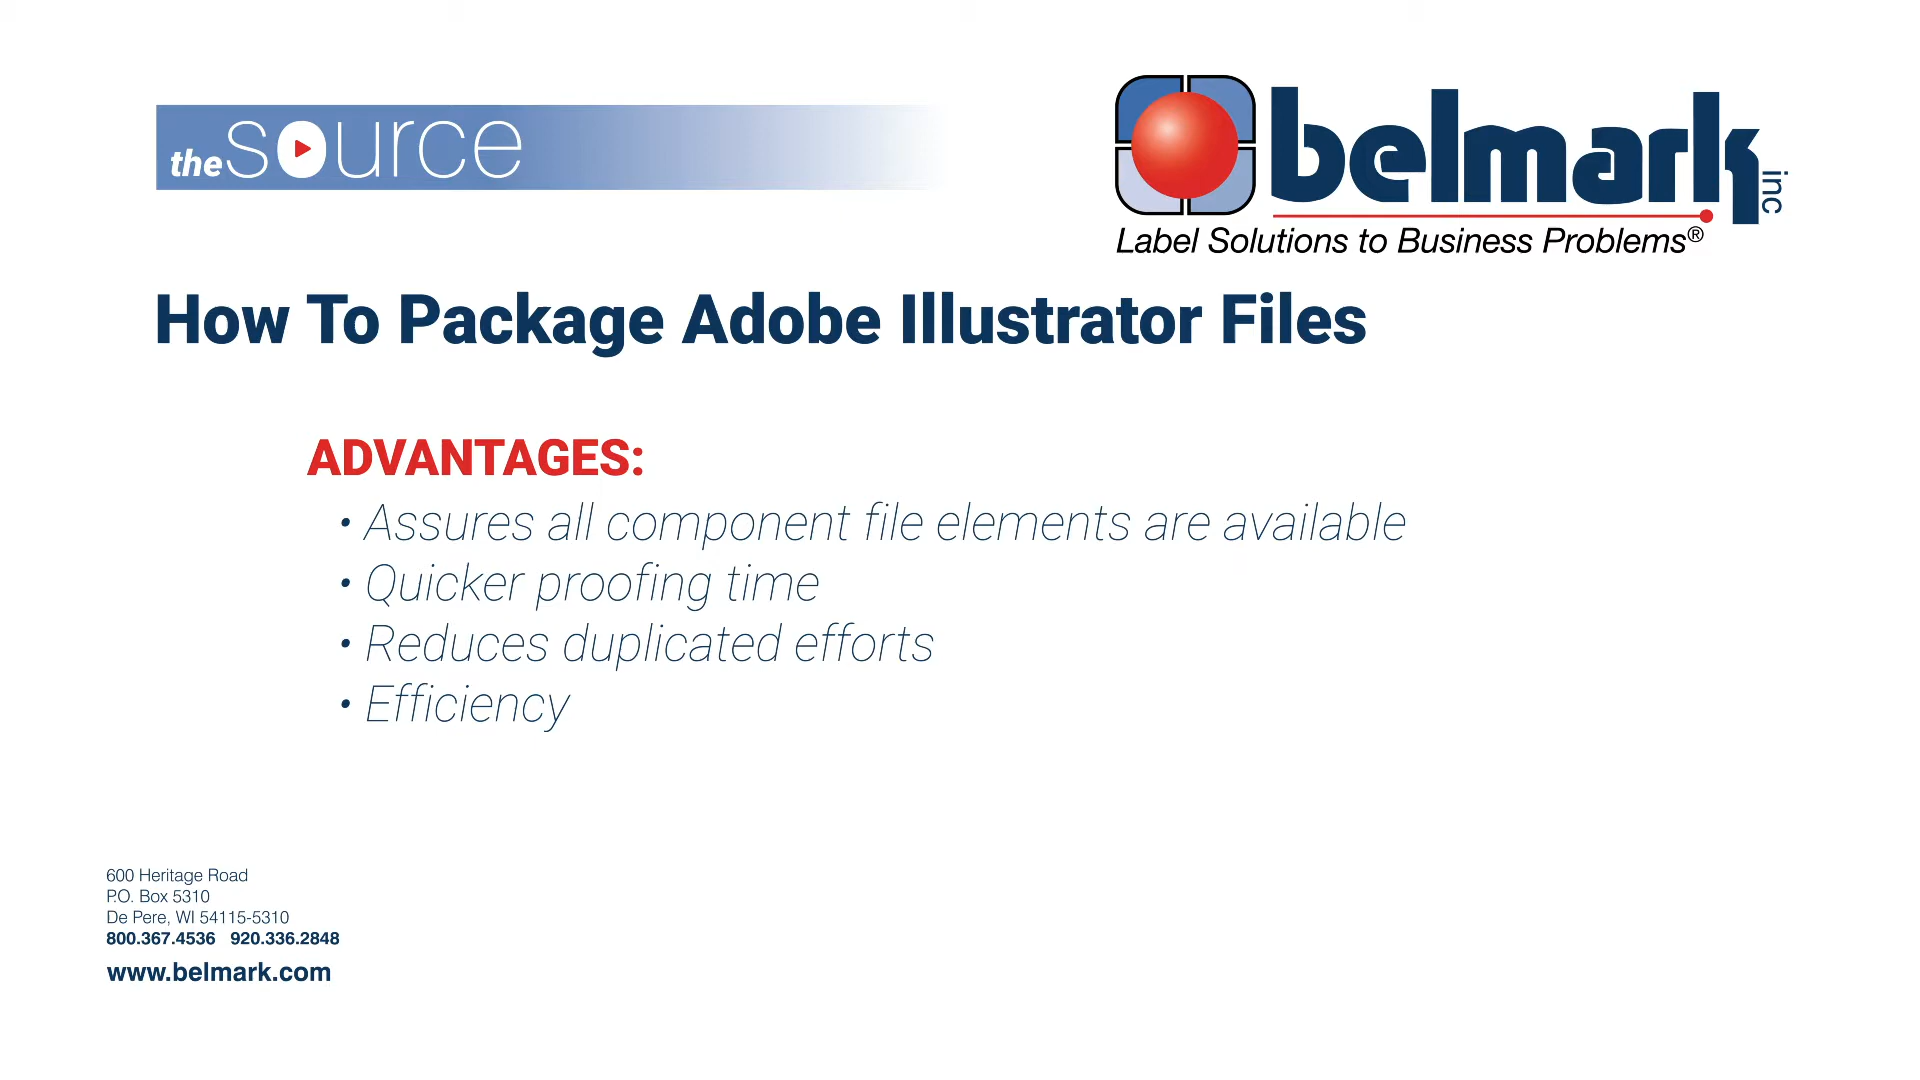 the source
belmark inc
Label Solutions to Business Problems®
How To Package Adobe Illustrator Files
ADVANTAGES:
• Assures all component file elements are available
• Quicker proofing time
• Reduces duplicated efforts
• Efficiency
600 Heritage Road
P.O. Box 5310
De Pere, WI 54115-5310
800.367.4536 920.336.2848
www.belmark.com